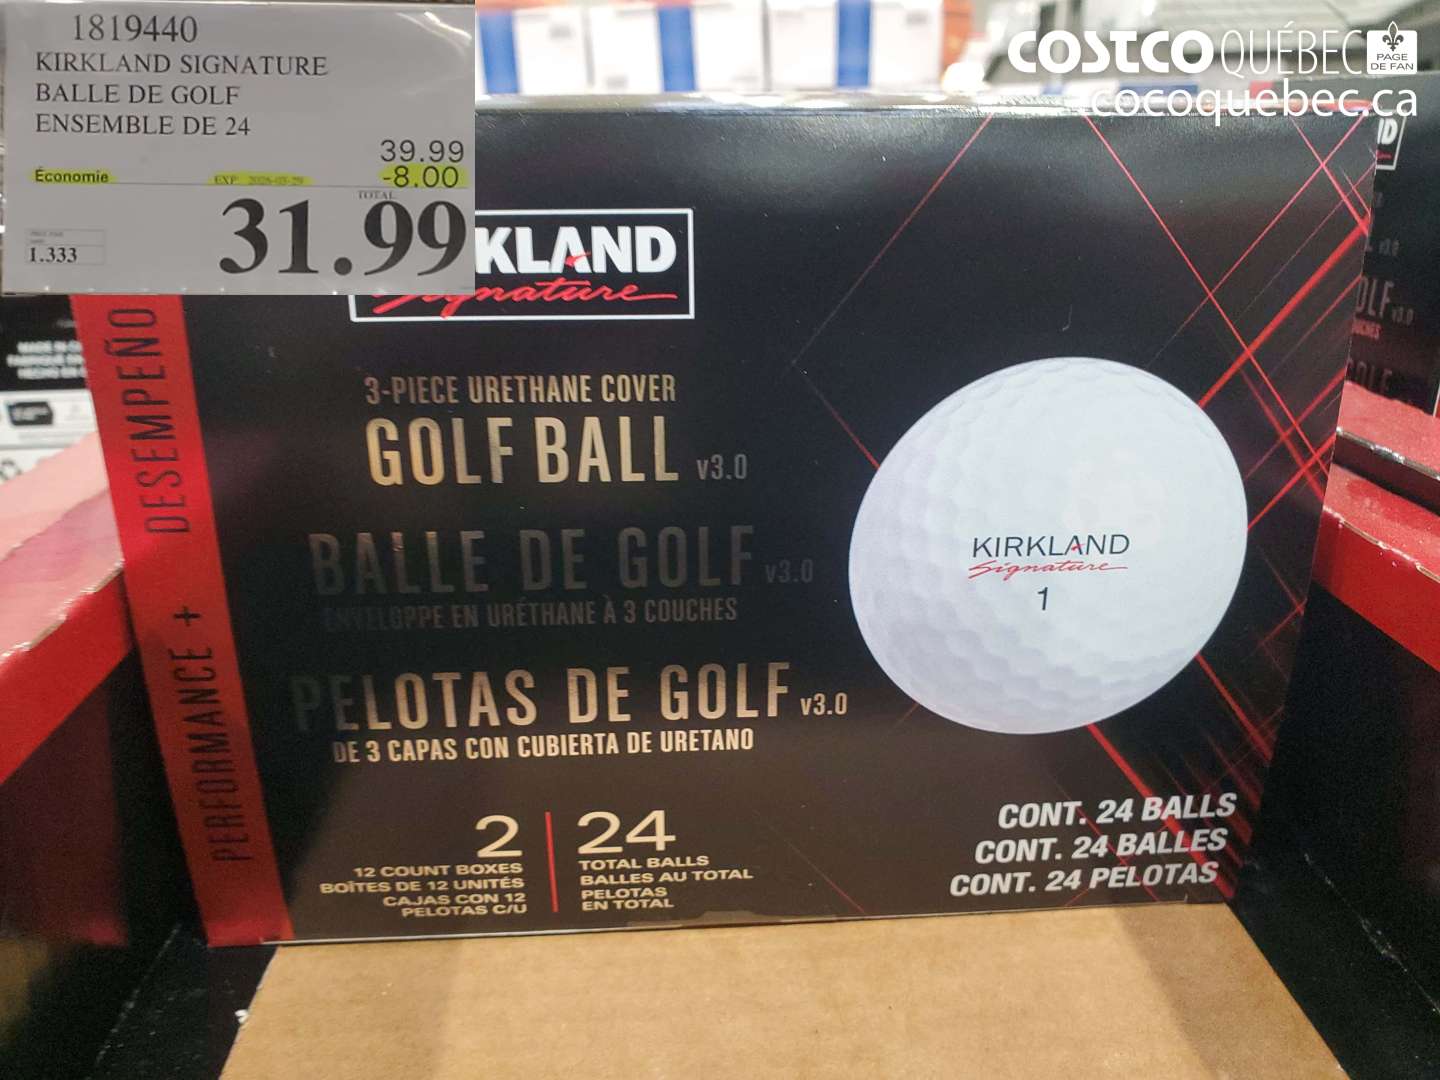 1819440
KIRKLAND SIGNATURE
BALLE DE GOLF
ENSEMBLE DE 24
39.99
Économie EXP. -8.00
TOTAL
31.99
1.333
COSTCO QUÉBEC PAGE DE FAN
cocoquebec.ca
KLAND
Signature
3-PIECE URETHANE COVER
GOLF BALL v3.0
BALLE DE GOLF v3.0
ENVELOPPE EN URÉTHANE À 3 COUCHES
PELOTAS DE GOLF v3.0
DE 3 CAPAS CON CUBIERTA DE URETANO
PERFORMANCE + DESEMPEÑO
2
12 COUNT BOXES
BOÎTES DE 12 UNITÉS
CAJAS CON 12
PELOTAS C/U
24
TOTAL BALLS
BALLES AU TOTAL
PELOTAS
EN TOTAL
KIRKLAND
Signature
1
CONT. 24 BALLS
CONT. 24 BALLES
CONT. 24 PELOTAS